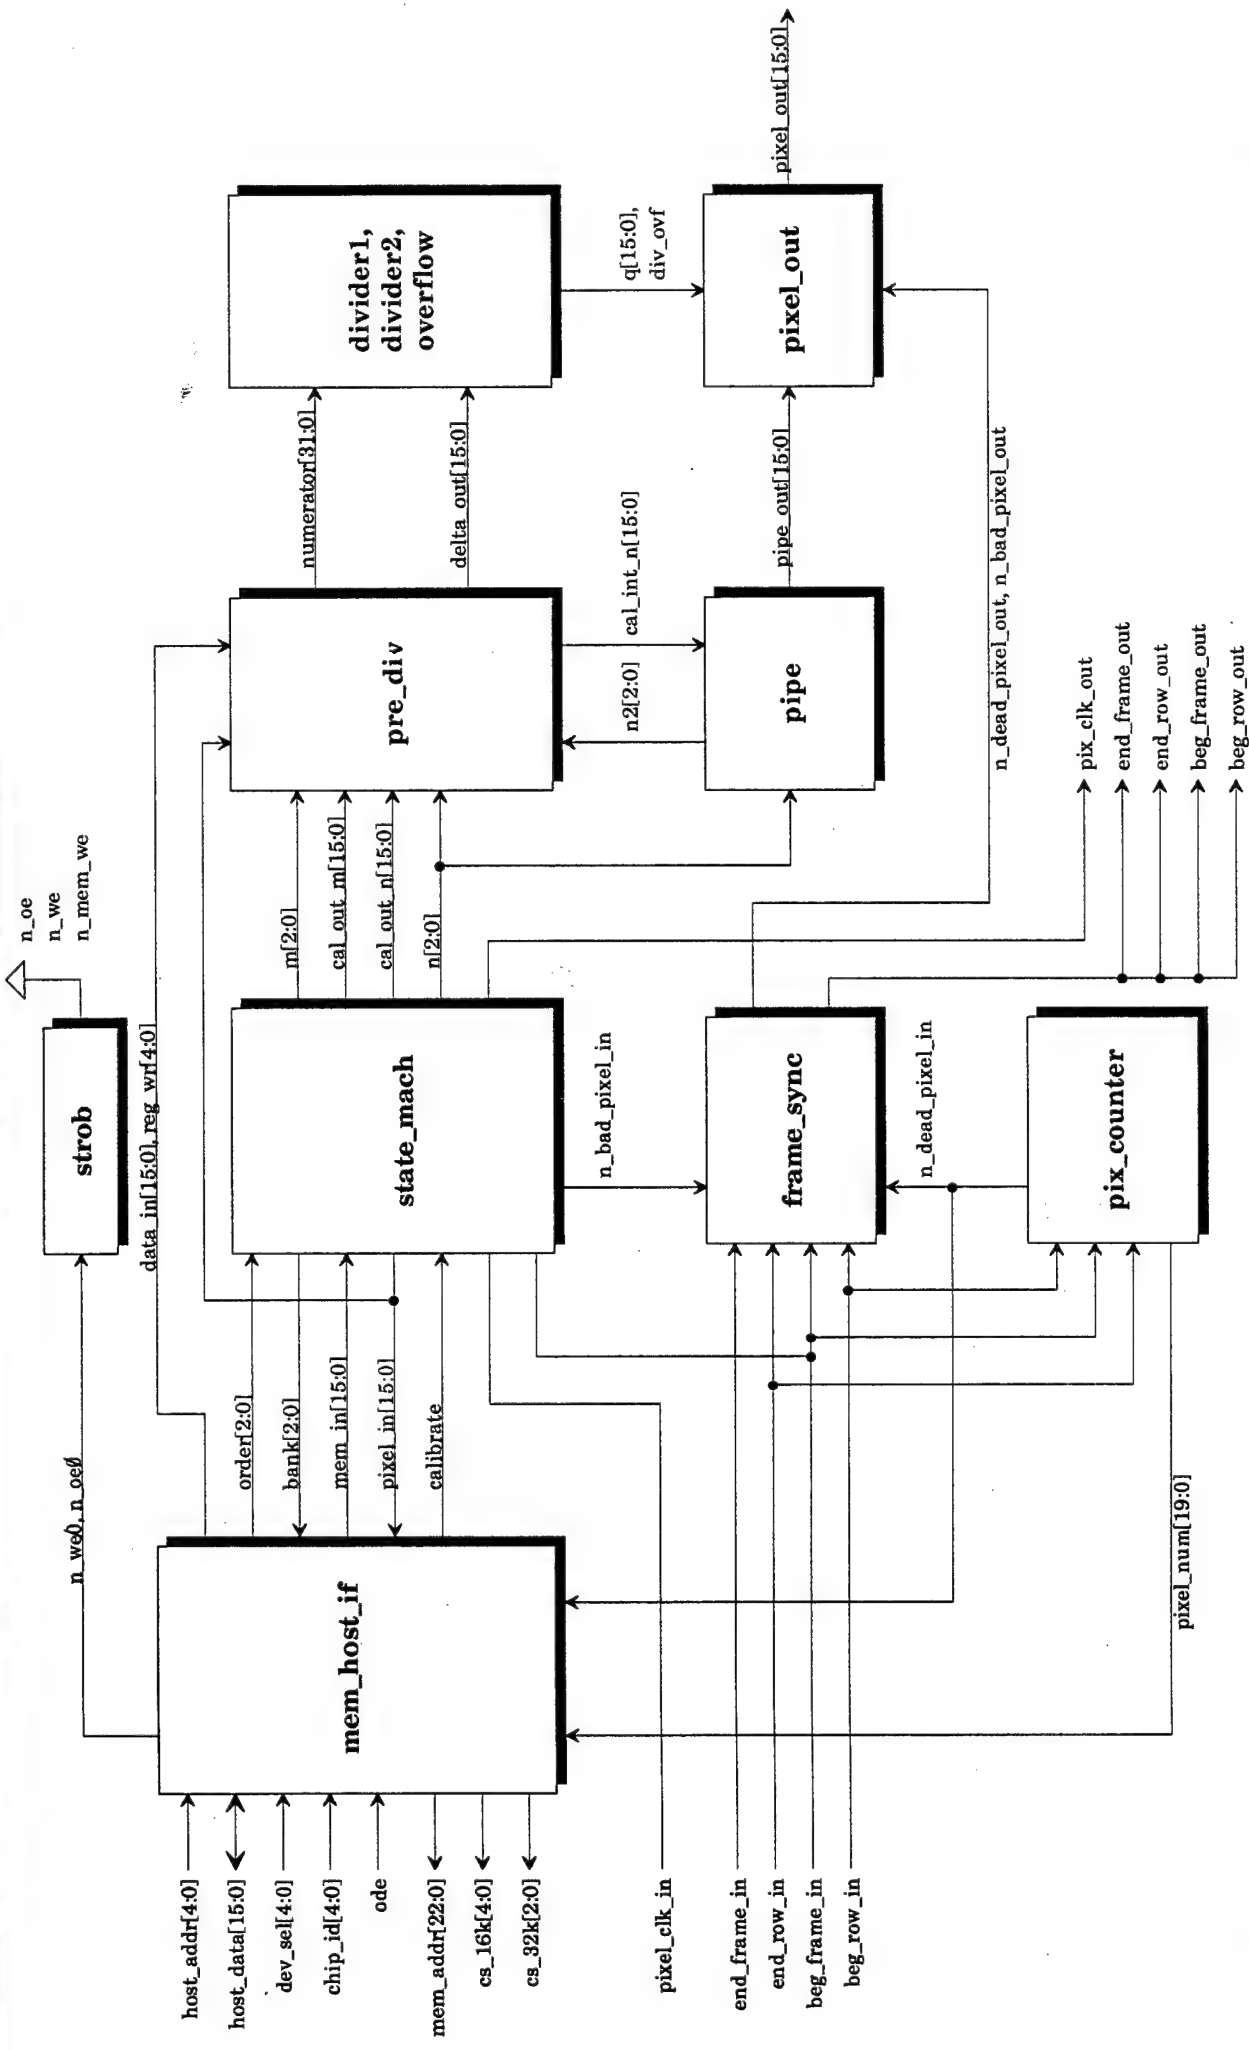 n_oe
n_we
n_mem_we
strob
n_we0, n_oe0
data_in[15:0], reg_wr[4:0]
host_addr[4:0]
host_data[15:0]
dev_sel[4:0]
chip_id[4:0]
ode
mem_addr[22:0]
cs_16k[4:0]
cs_32k[2:0]
mem_host_if
order[2:0]
bank[2:0]
mem_in[15:0]
pixel_in[15:0]
calibrate
state_mach
m[2:0]
cal_out_m[15:0]
cal_out_n[15:0]
n[2:0]
pre_div
numerator[31:0]
delta_out[15:0]
divider1,
divider2,
overflow
n_bad_pixel_in
n2[2:0]
cal_int_n[15:0]
q[15:0],
div_ovf
pixel_clk_in
end_frame_in
end_row_in
beg_frame_in
beg_row_in
frame_sync
pipe
pipe_out[15:0]
pixel_out
pixel_out[15:0]
n_dead_pixel_in
n_dead_pixel_out, n_bad_pixel_out
pix_counter
pixel_num[19:0]
pix_clk_out
end_frame_out
end_row_out
beg_frame_out
beg_row_out